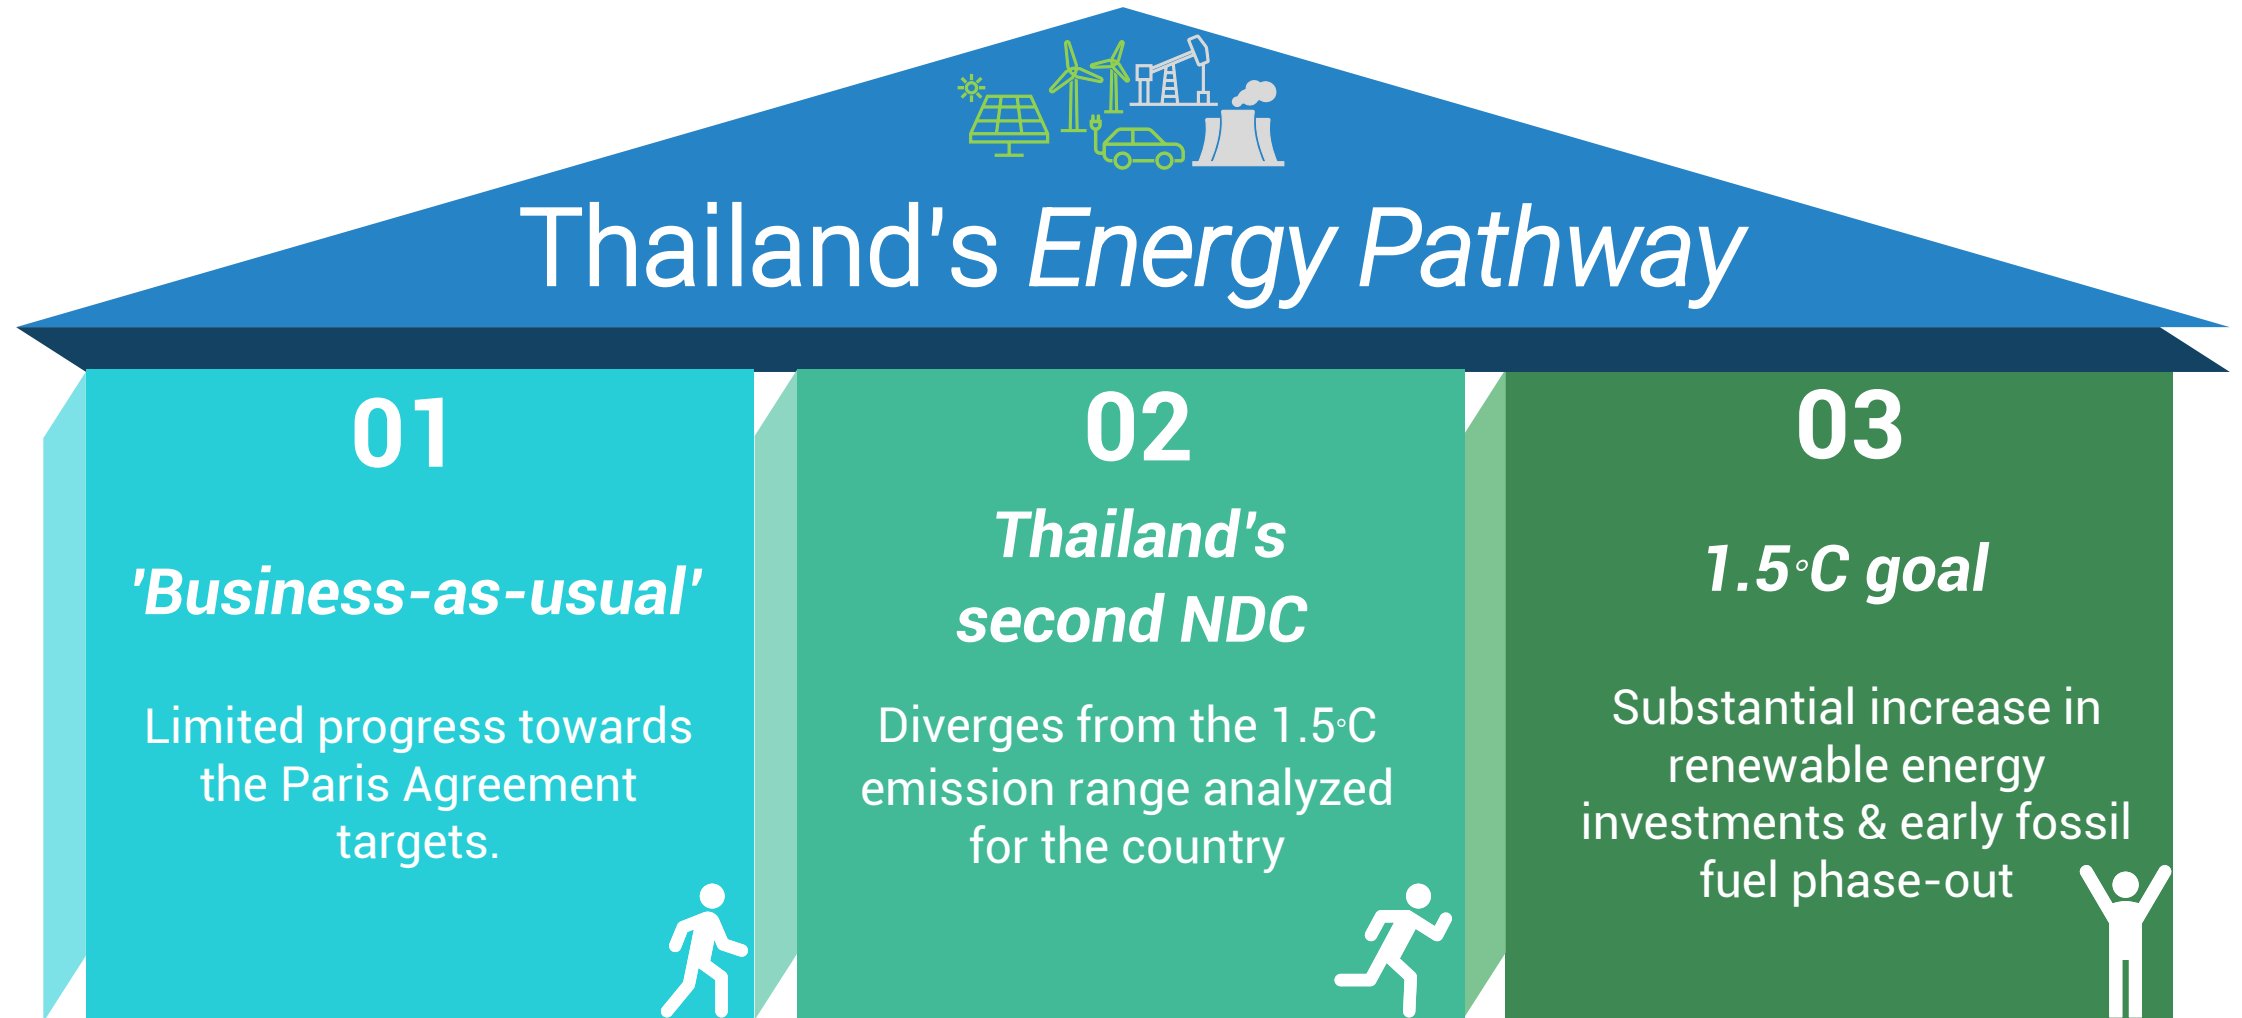 Thailand's Energy Pathway
01
'Business-as-usual'
Limited progress towards
the Paris Agreement
targets.
02
Thailand's
second NDC
Diverges from the 1.5°C
emission range analyzed
for the country
03
1.5°C goal
Substantial increase in
renewable energy
investments & early fossil
fuel phase-out